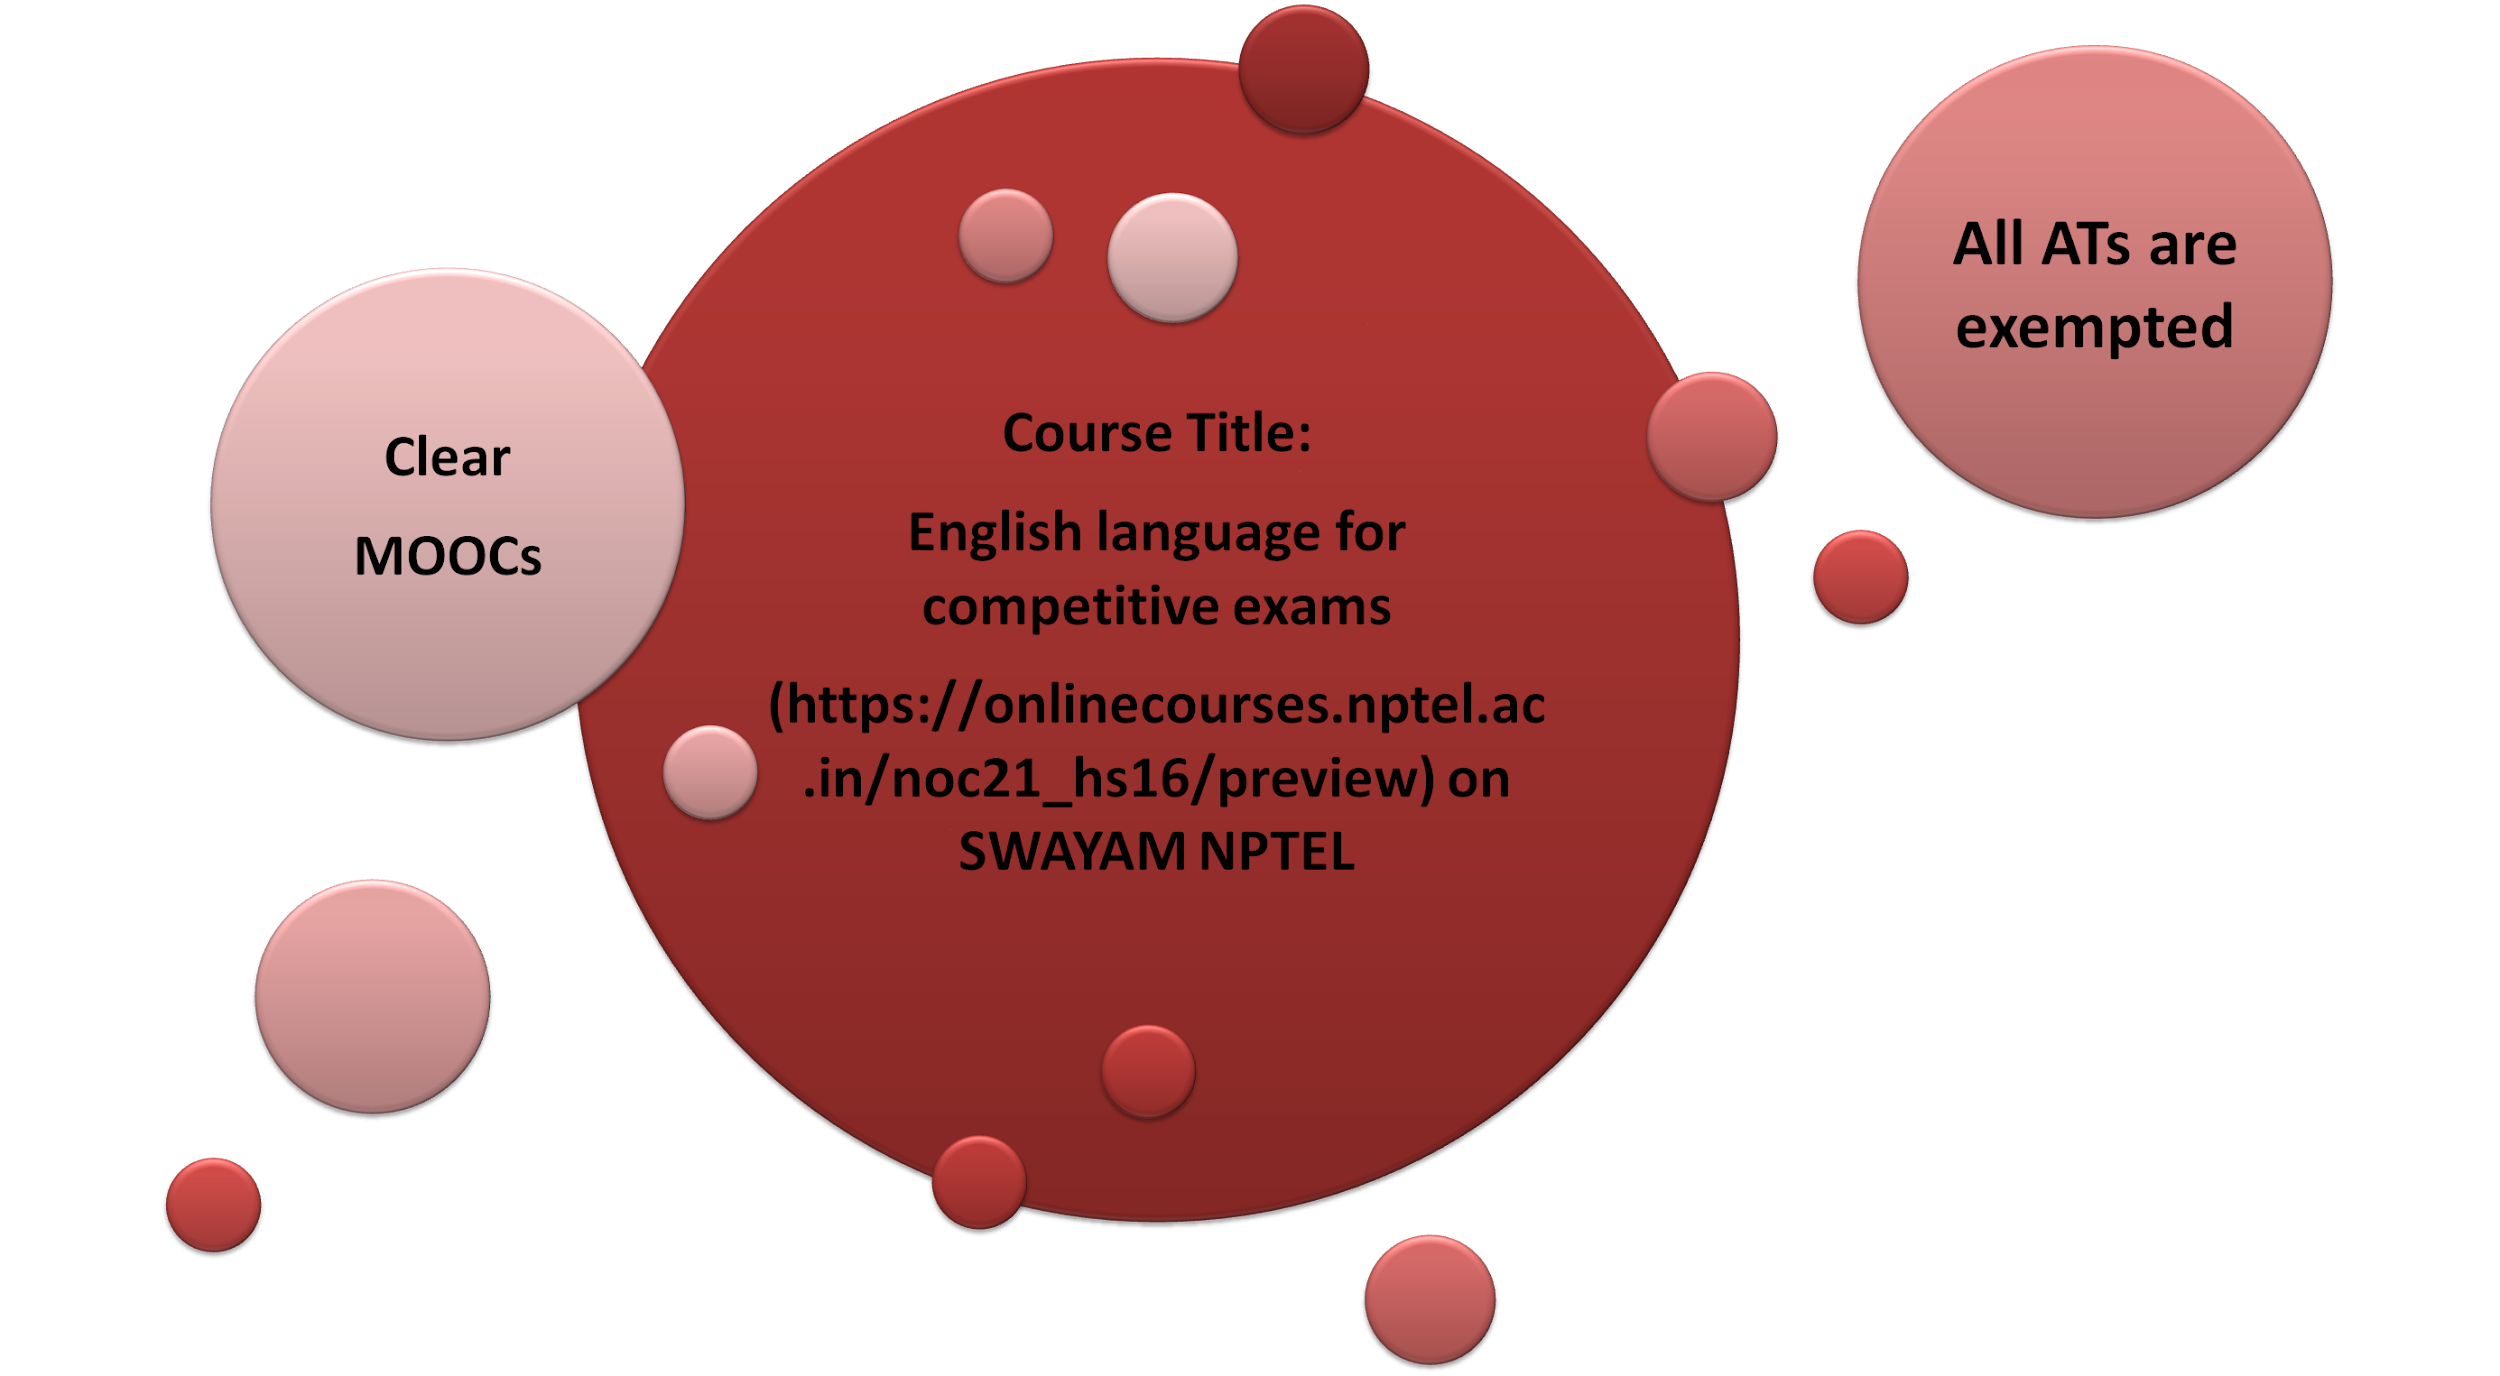 Clear
MOOCs
Course Title:
English language for
competitive exams
(https://onlinecourses.nptel.ac
.in/noc21_hs16/preview) on
SWAYAM NPTEL
All ATs are
exempted